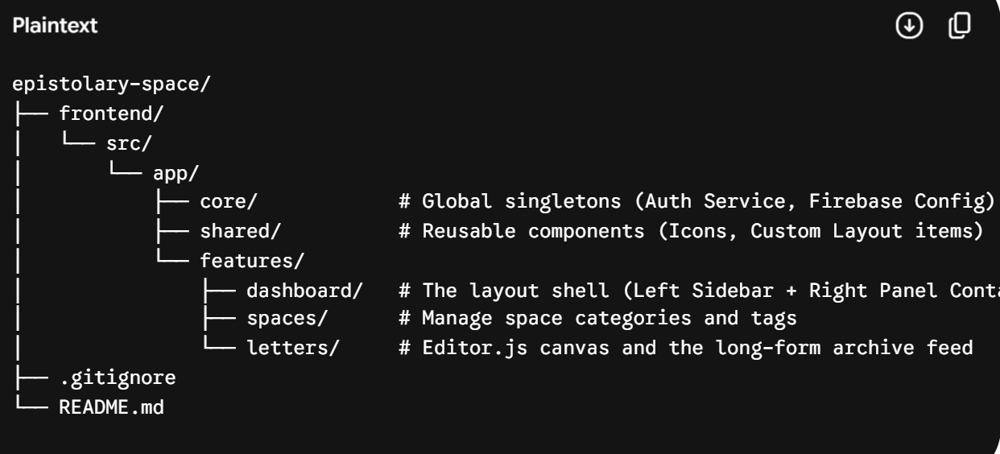 Plaintext
epistolary-space/
├── frontend/
│   └── src/
│       └── app/
│           ├── core/            # Global singletons (Auth Service, Firebase Config)
│           ├── shared/          # Reusable components (Icons, Custom Layout items)
│           └── features/
│               ├── dashboard/   # The layout shell (Left Sidebar + Right Panel
│               ├── spaces/      # Manage space categories and tags
│               └── letters/     # Editor.js canvas and the long-form archive feed
├── .gitignore
└── README.md